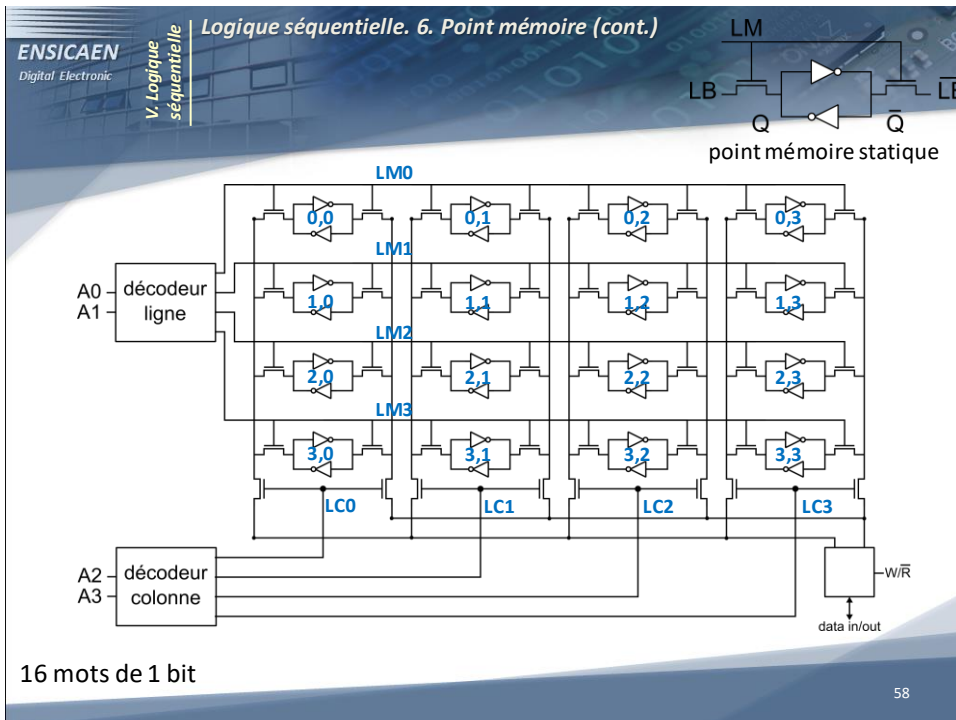 Logique séquentielle. 6. Point mémoire (cont.)
ENSICAEN
Digital Electronic
V. Logique
séquentielle
LM
LB
LB
Q
Q̅
point mémoire statique
LM0
0,0
0,1
0,2
0,3
LM1
A0
A1
décodeur
ligne
1,0
1,1
1,2
1,3
LM2
2,0
2,1
2,2
2,3
LM3
3,0
3,1
3,2
3,3
LC0
LC1
LC2
LC3
A2
A3
décodeur
colonne
W/R̅
data in/out
16 mots de 1 bit
58